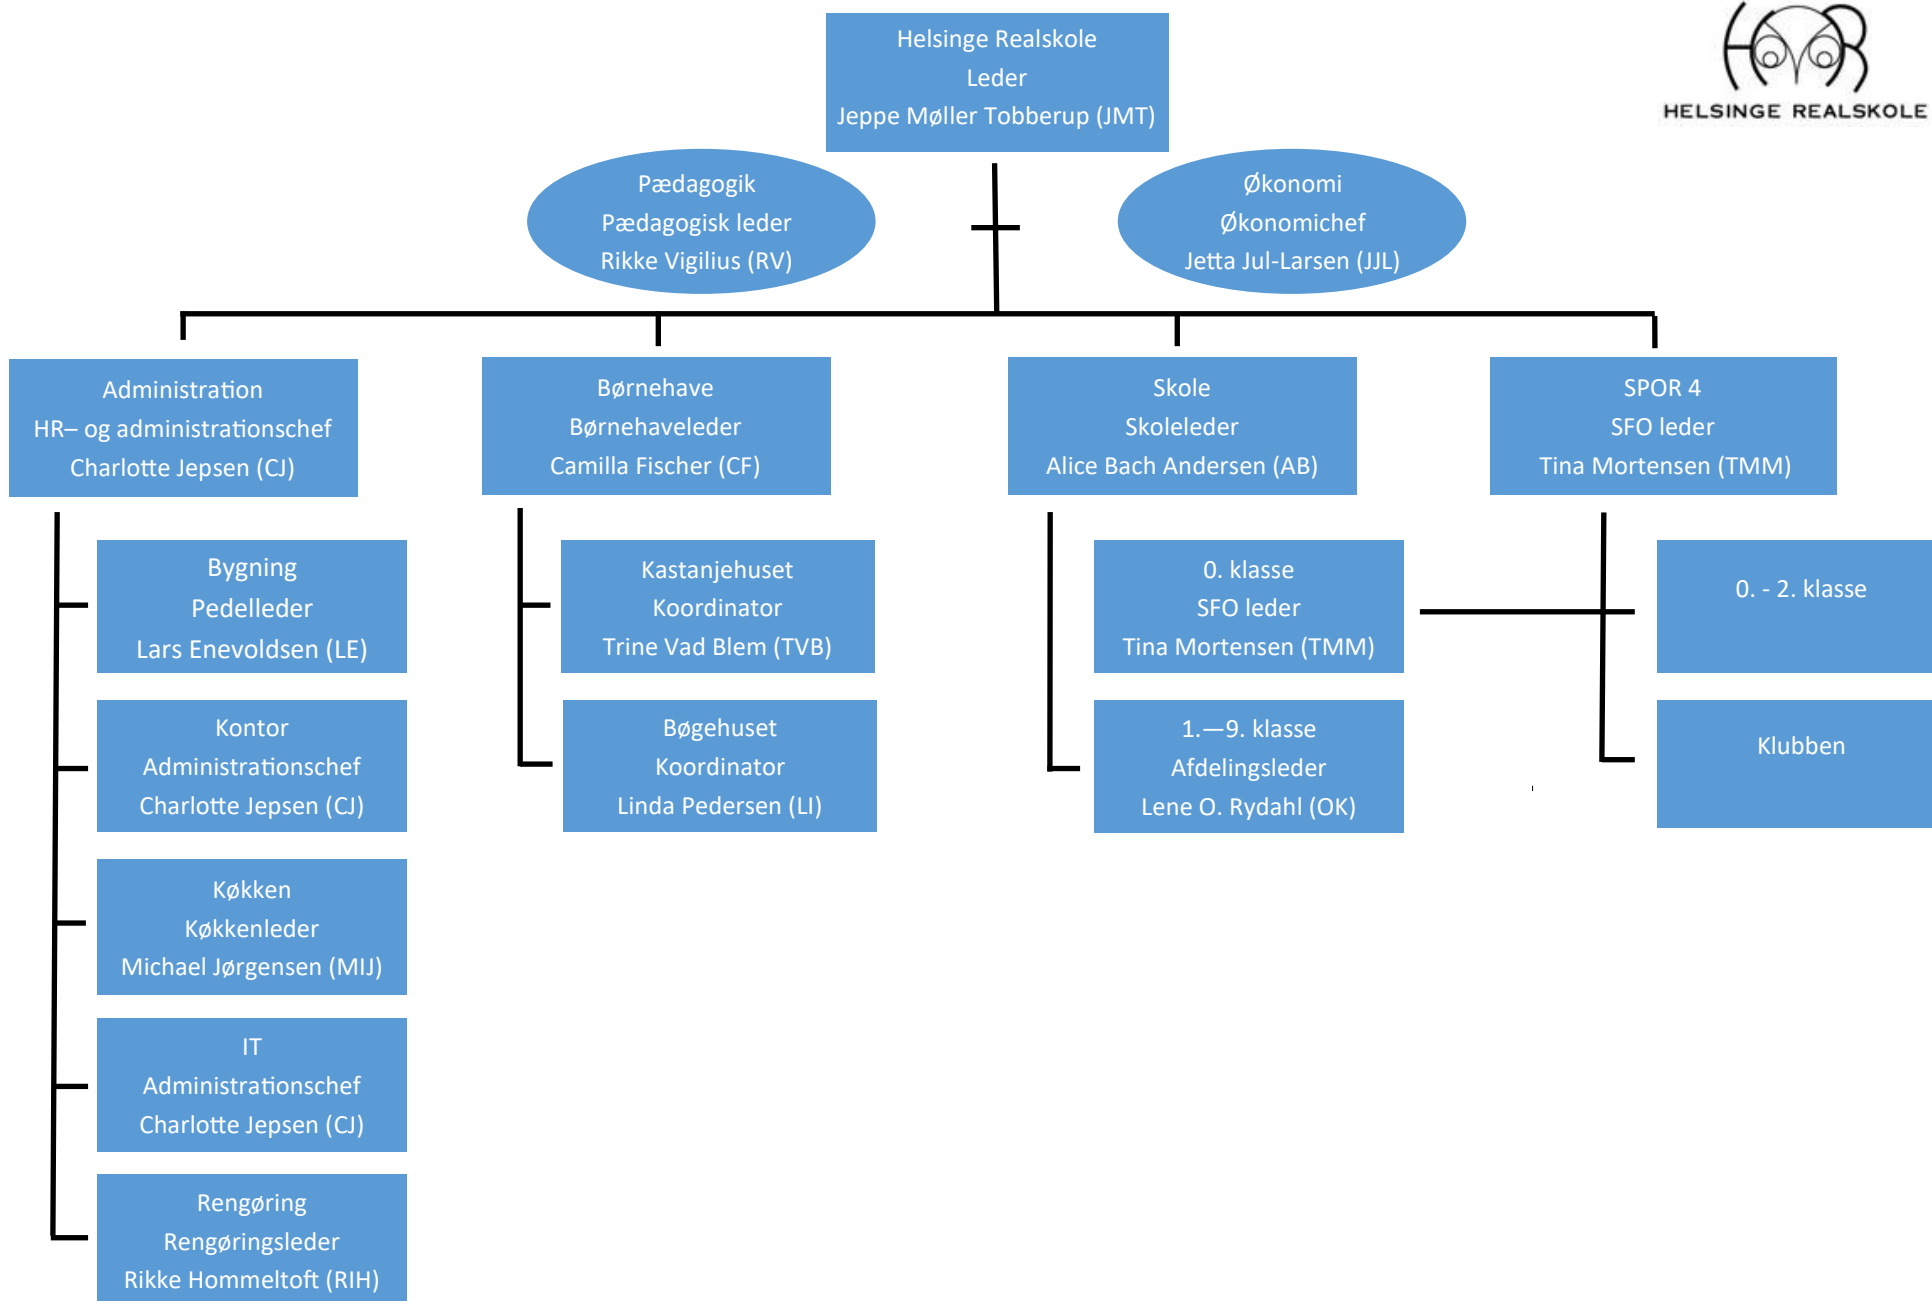 Helsinge Realskole
Leder
Jeppe Møller Tobberup (JMT)
HELSINGE REALSKOLE
Pædagogik
Pædagogisk leder
Rikke Vigilius (RV)
Økonomi
Økonomichef
Jetta Jul-Larsen (JJL)
Administration
HR– og administrationschef
Charlotte Jepsen (CJ)
Børnehave
Børnehaveleder
Camilla Fischer (CF)
Skole
Skoleleder
Alice Bach Andersen (AB)
SPOR 4
SFO leder
Tina Mortensen (TMM)
Bygning
Pedelleder
Lars Enevoldsen (LE)
Kontor
Administrationschef
Charlotte Jepsen (CJ)
Køkken
Køkkenleder
Michael Jørgensen (MIJ)
IT
Administrationschef
Charlotte Jepsen (CJ)
Rengøring
Rengøringsleder
Rikke Hommeltoft (RIH)
Kastanjehuset
Koordinator
Trine Vad Blem (TVB)
Bøgehuset
Koordinator
Linda Pedersen (LI)
0. klasse
SFO leder
Tina Mortensen (TMM)
1.—9. klasse
Afdelingsleder
Lene O. Rydahl (OK)
0. - 2. klasse
Klubben